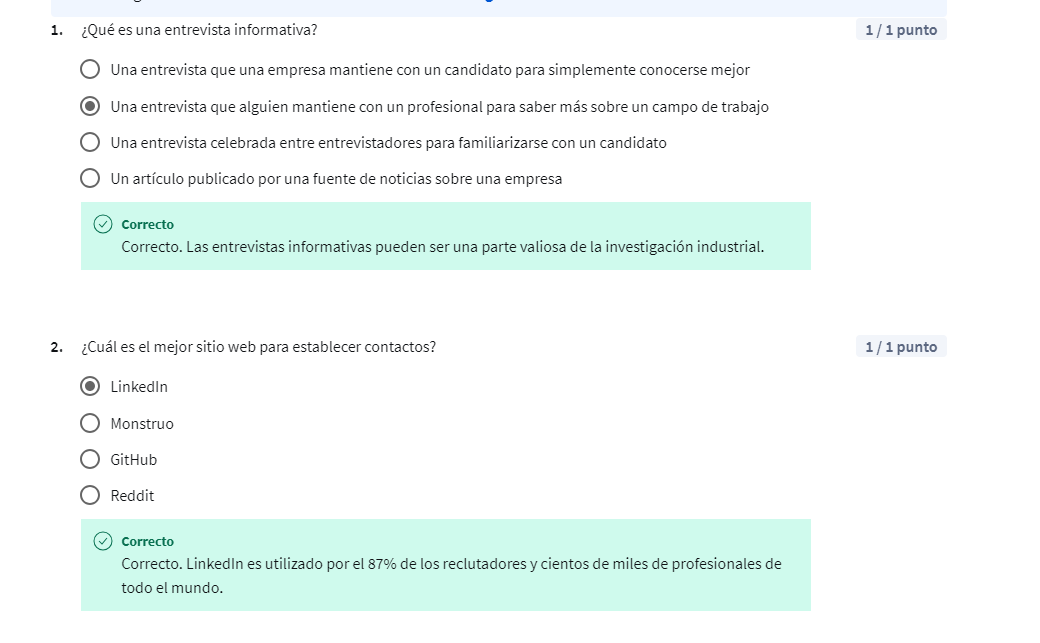 1. ¿Qué es una entrevista informativa? 1 / 1 punto
Una entrevista que una empresa mantiene con un candidato para simplemente conocerse mejor
Una entrevista que alguien mantiene con un profesional para saber más sobre un campo de trabajo
Una entrevista celebrada entre entrevistadores para familiarizarse con un candidato
Un artículo publicado por una fuente de noticias sobre una empresa
Correcto
Correcto. Las entrevistas informativas pueden ser una parte valiosa de la investigación industrial.
2. ¿Cuál es el mejor sitio web para establecer contactos? 1 / 1 punto
LinkedIn
Monstruo
GitHub
Reddit
Correcto
Correcto. LinkedIn es utilizado por el 87% de los reclutadores y cientos de miles de profesionales de
todo el mundo.